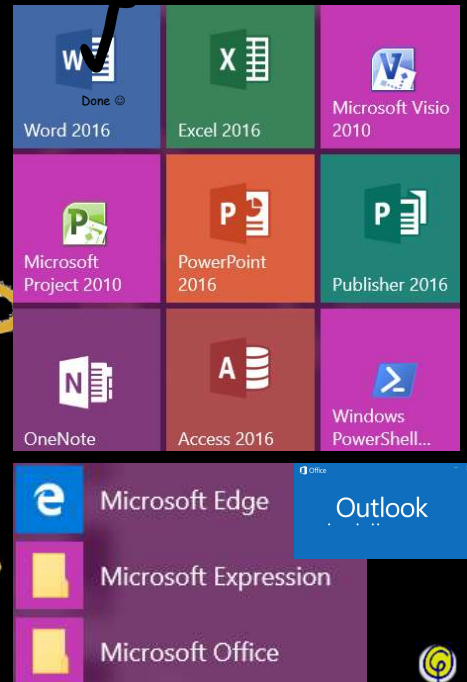 Done ☺
Word 2016
Excel 2016
Microsoft Visio
2010
Microsoft
Project 2010
PowerPoint
2016
Publisher 2016
OneNote
Access 2016
Windows
PowerShell...
Microsoft Edge
Office
Outlook
Microsoft Expression
Microsoft Office